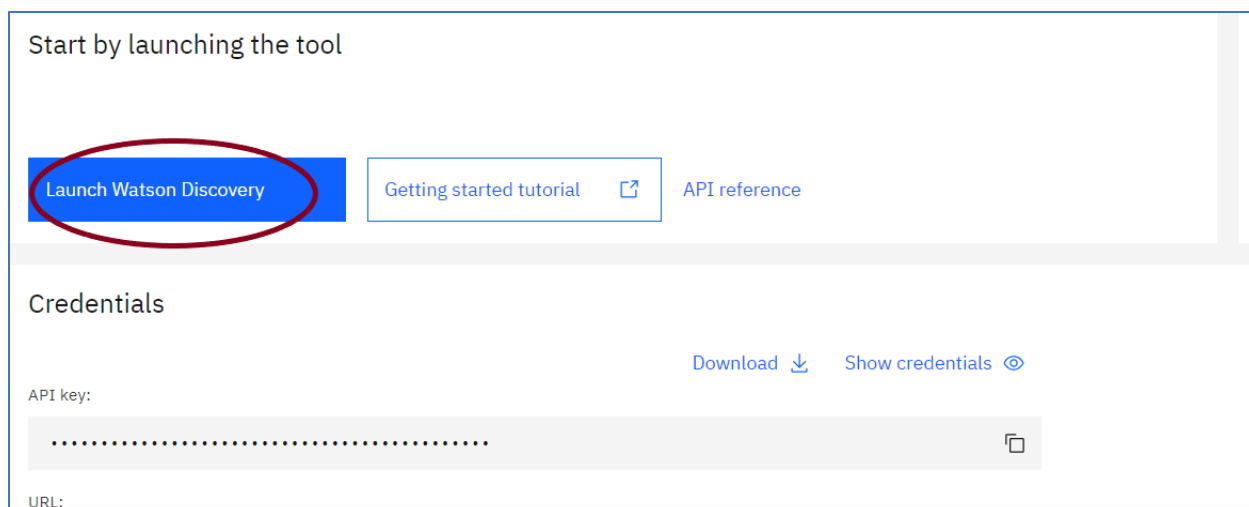 Start by launching the tool
Launch Watson Discovery Getting started tutorial API reference
Credentials
Download Show credentials
API key:
•••••••••••••••••••••••••••••••••••••••••••
URL: